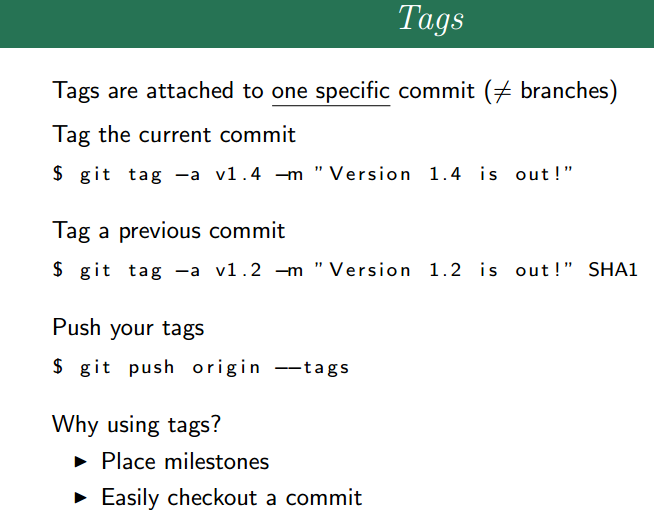 Tags
Tags are attached to one specific commit (≠ branches)
Tag the current commit
$ git tag −a v1.4 −m ”Version 1.4 is out!”
Tag a previous commit
$ git tag −a v1.2 −m ”Version 1.2 is out!” SHA1
Push your tags
$ git push origin −−tags
Why using tags?
▶ Place milestones
▶ Easily checkout a commit